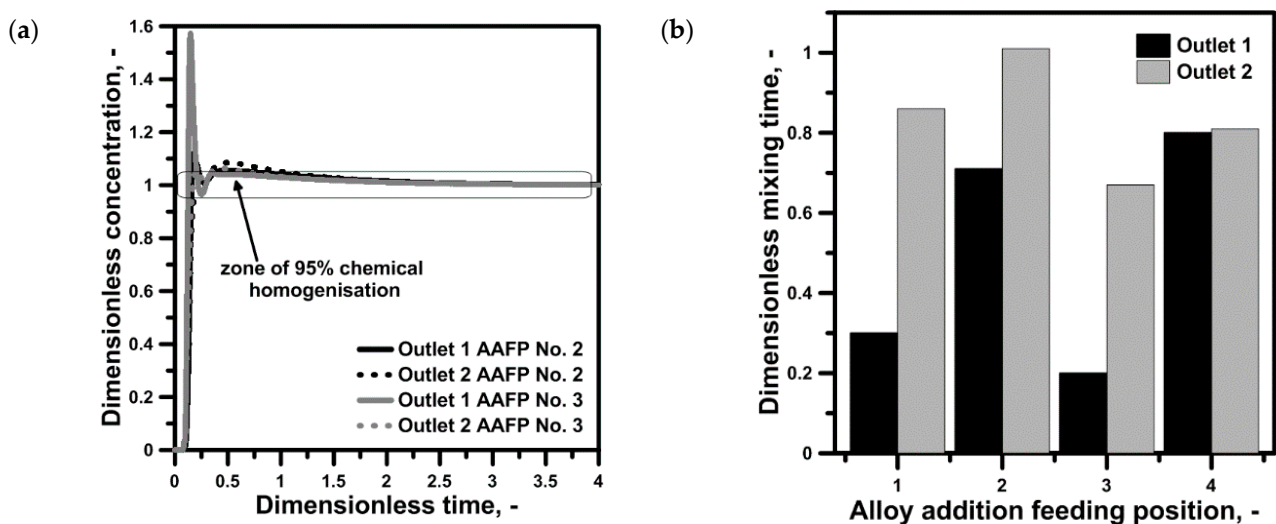 (a)
Dimensionless concentration, -
1.6
1.4
1.2
1
0.8
0.6
0.4
0.2
0
zone of 95% chemical
homogenisation
Outlet 1 AAFP No. 2
Outlet 2 AAFP No. 2
Outlet 1 AAFP No. 3
Outlet 2 AAFP No. 3
0 0.5 1 1.5 2 2.5 3 3.5 4
Dimensionless time, -
(b)
Dimensionless mixing time, -
1
0.8
0.6
0.4
0.2
0
Outlet 1
Outlet 2
1 2 3 4
Alloy addition feeding position, -